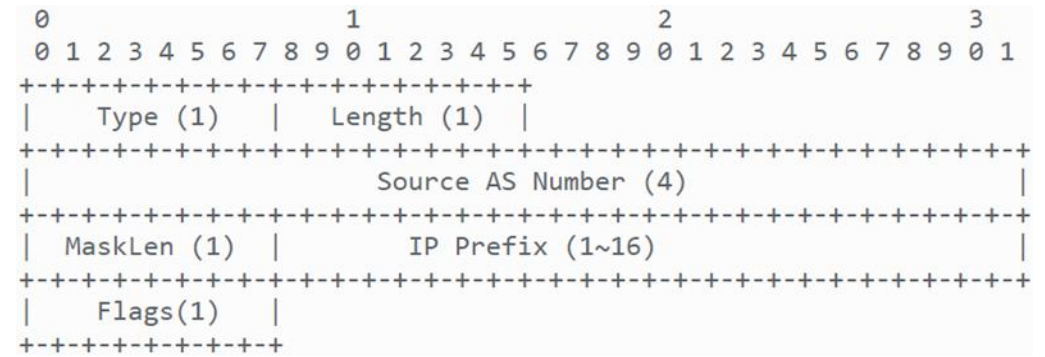 0                   1                   2                   3
 0 1 2 3 4 5 6 7 8 9 0 1 2 3 4 5 6 7 8 9 0 1 2 3 4 5 6 7 8 9 0 1
+-+-+-+-+-+-+-+-+-+-+-+-+-+-+-+-+
|    Type (1)   |   Length (1)  |
+-+-+-+-+-+-+-+-+-+-+-+-+-+-+-+-+-+-+-+-+-+-+-+-+-+-+-+-+-+-+-+-+
|                      Source AS Number (4)                     |
+-+-+-+-+-+-+-+-+-+-+-+-+-+-+-+-+-+-+-+-+-+-+-+-+-+-+-+-+-+-+-+-+
|  MaskLen (1)  |        IP Prefix (1~16)                       |
+-+-+-+-+-+-+-+-+-+-+-+-+-+-+-+-+-+-+-+-+-+-+-+-+-+-+-+-+-+-+-+-+
|    Flags(1)   |
+-+-+-+-+-+-+-+-+